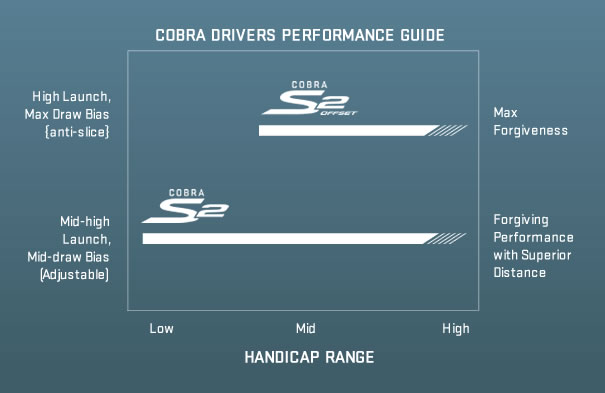 COBRA DRIVERS PERFORMANCE GUIDE
High Launch,
Max Draw Bias
{anti-slice}
COBRA
S2
OFFSET
Max
Forgiveness
COBRA
S2
Mid-high
Launch,
Mid-draw Bias
(Adjustable)
Forgiving
Performance
with Superior
Distance
Low Mid High
HANDICAP RANGE